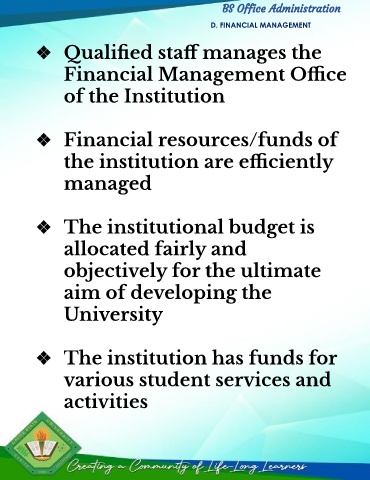 BS Office Administration
D. FINANCIAL MANAGEMENT
❖ Qualified staff manages the
Financial Management Office
of the Institution
❖ Financial resources/funds of
the institution are efficiently
managed
❖ The institutional budget is
allocated fairly and
objectively for the ultimate
aim of developing the
University
❖ The institution has funds for
various student services and
activities
Creating a Community of Life-Long Learners